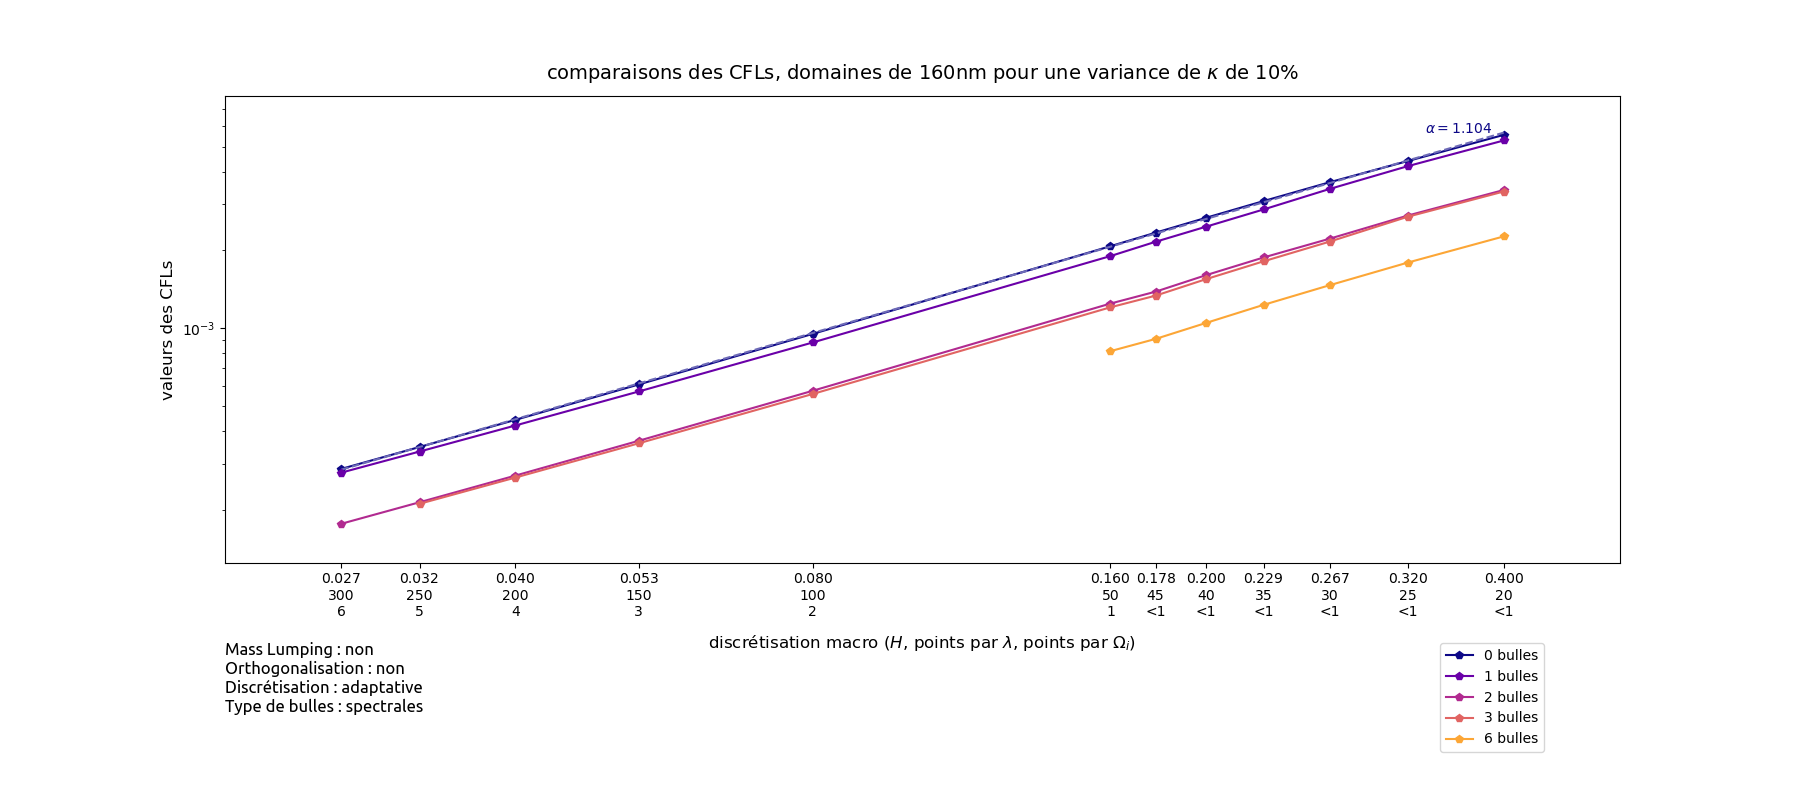 comparaisons des CFLs, domaines de 160nm pour une variance de κ de 10%
α = 1.104
valeurs des CFLs
10⁻³
0.027 0.032 0.040 0.053 0.080 0.160 0.178 0.200 0.229 0.267 0.320 0.400
300 250 200 150 100 50 45 40 35 30 25 20
6 5 4 3 2 1 <1 <1 <1 <1 <1 <1
discrétisation macro (H, points par λ, points par Ωᵢ)
Mass Lumping : non
Orthogonalisation : non
Discrétisation : adaptative
Type de bulles : spectrales
0 bulles
1 bulles
2 bulles
3 bulles
6 bulles